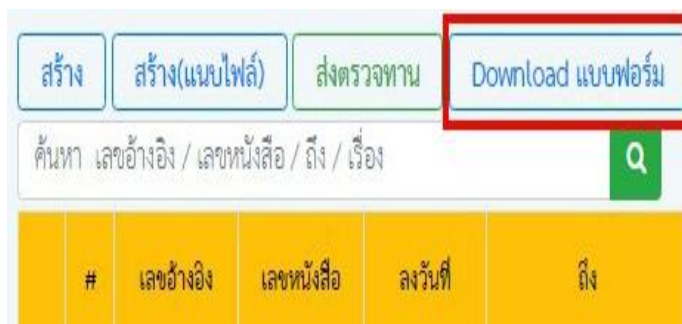 สร้าง สร้าง(แนบไฟล์) ส่งตรวจทาน Download แบบฟอร์ม
ค้นหา เลขอ้างอิง / เลขหนังสือ / ถึง / เรื่อง
# เลขอ้างอิง เลขหนังสือ ลงวันที่ ถึง